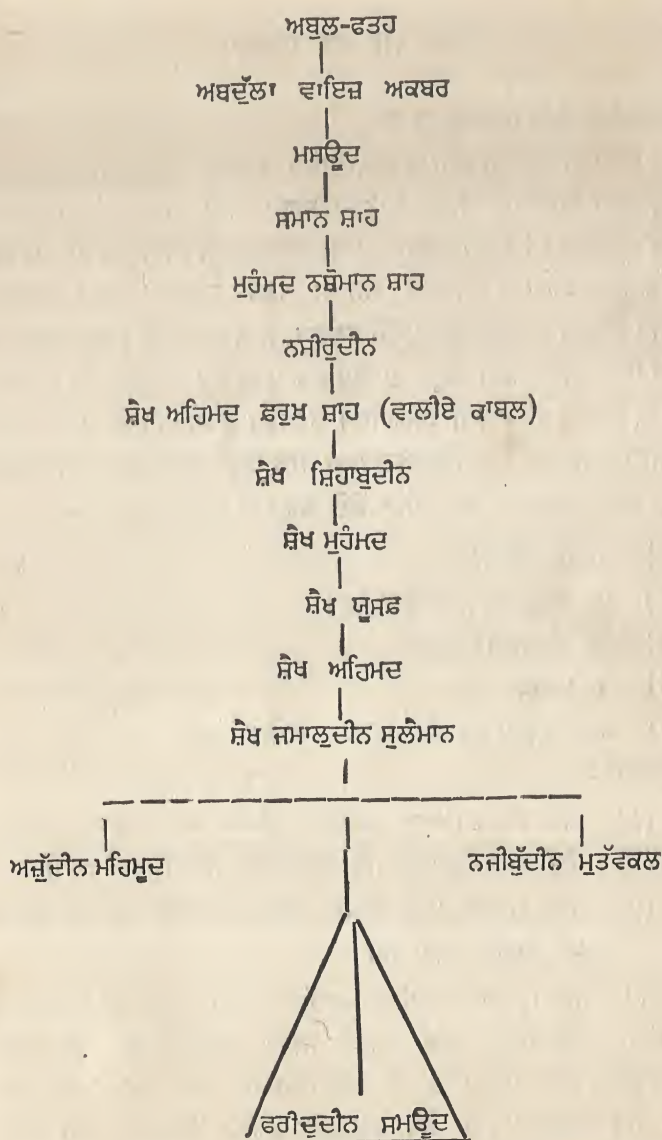 ਅਬੁਲ-ਫਤਹ
ਅਬਦੁੱਲਾ ਵਾਇਜ਼ ਅਕਬਰ
ਮਸਊਦ
ਸਮਾਨ ਸ਼ਾਹ
ਮੁਹੰਮਦ ਨਸ਼ੇਮਾਨ ਸ਼ਾਹ
ਨਸੀਰੁਦੀਨ
ਸ਼ੈਖ ਅਹਿਮਦ ਫ਼ਰੁਖ਼ ਸ਼ਾਹ (ਵਾਲੀਏ ਕਾਬਲ)
ਸ਼ੈਖ ਸ਼ਿਹਾਬੁਦੀਨ
ਸ਼ੈਖ ਮੁਹੰਮਦ
ਸ਼ੈਖ ਯੂਸਫ਼
ਸ਼ੈਖ ਅਹਿਮਦ
ਸ਼ੈਖ ਜਮਾਲੁਦੀਨ ਸੁਲੈਮਾਨ
ਅਜ਼ੁੱਦੀਨ ਮਹਿਮੂਦ ਨਜੀਬੁੱਦੀਨ ਮੁਤੱਵਕਲ
ਫਰੀਦੁਦੀਨ ਸਮਊਦ